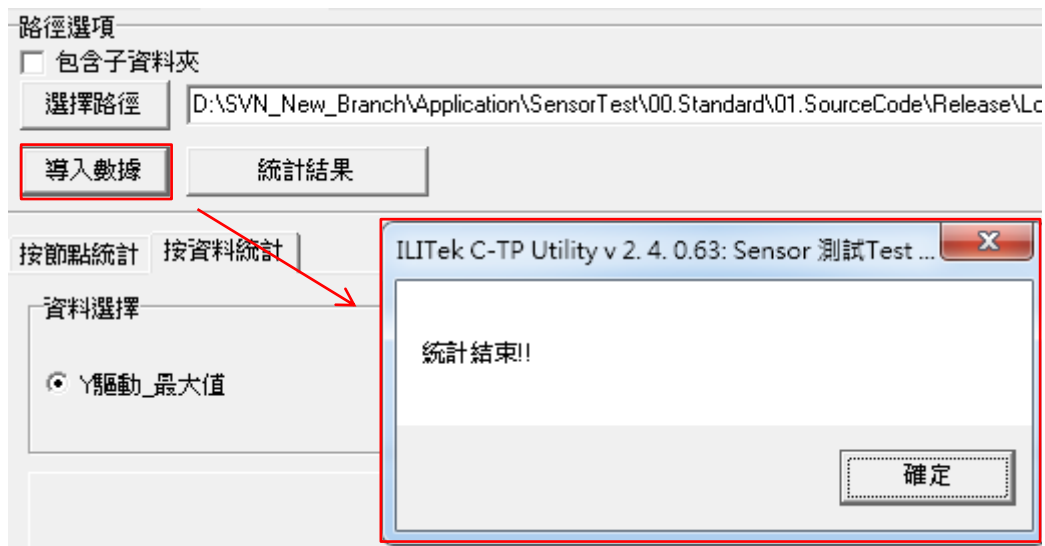 路徑選項
包含子資料夾
選擇路徑 D:\SVN_New_Branch\Application\SensorTest\00.Standard\01.SourceCode\Release\Lo
導入數據 統計結果
按節點統計 按資料統計
資料選擇
Y驅動_最大值
ILITek C-TP Utility v 2. 4. 0.63: Sensor 測試Test ...
統計結束!!
確定